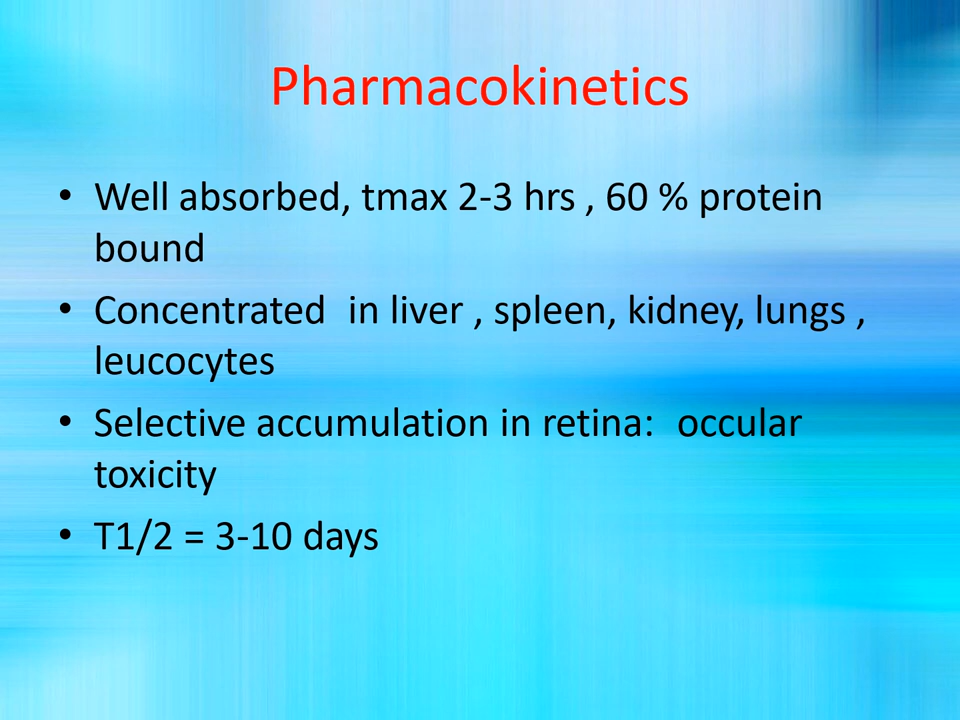 Pharmacokinetics
• Well absorbed, tmax 2-3 hrs , 60 % protein
bound
• Concentrated  in liver , spleen, kidney, lungs ,
leucocytes
• Selective accumulation in retina:  occular
toxicity
• T1/2 = 3-10 days